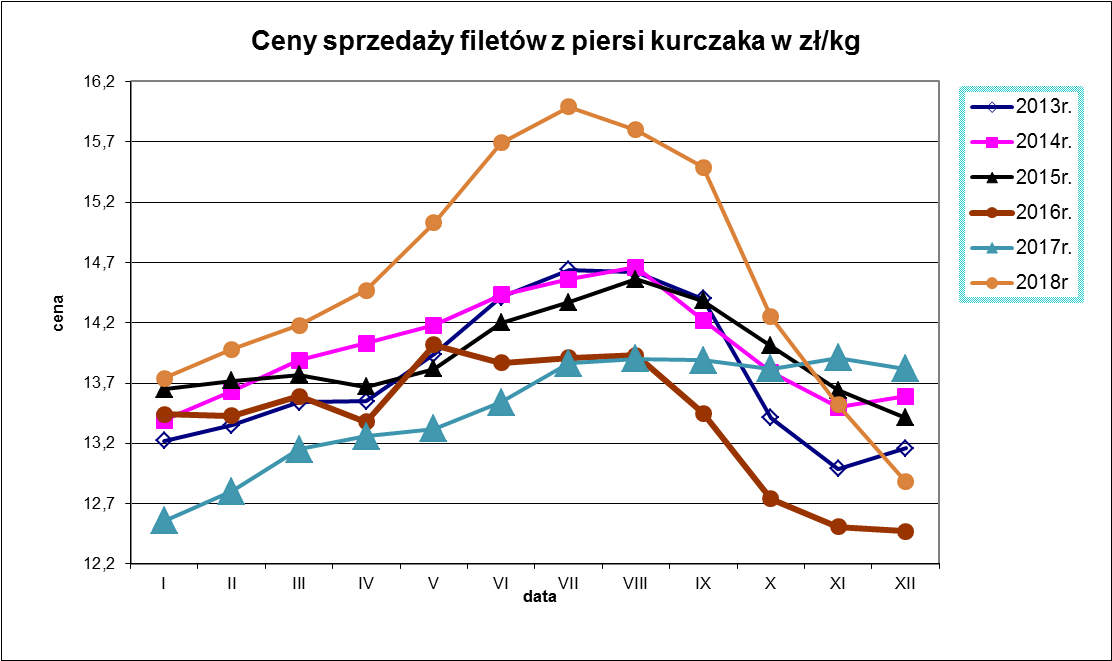 Ceny sprzedaży filetów z piersi kurczaka w zł/kg
16,2
15,7
15,2
14,7
14,2
13,7
13,2
12,7
12,2
cena
I II III IV V VI VII VIII IX X XI XII
data
2013r.
2014r.
2015r.
2016r.
2017r.
2018r